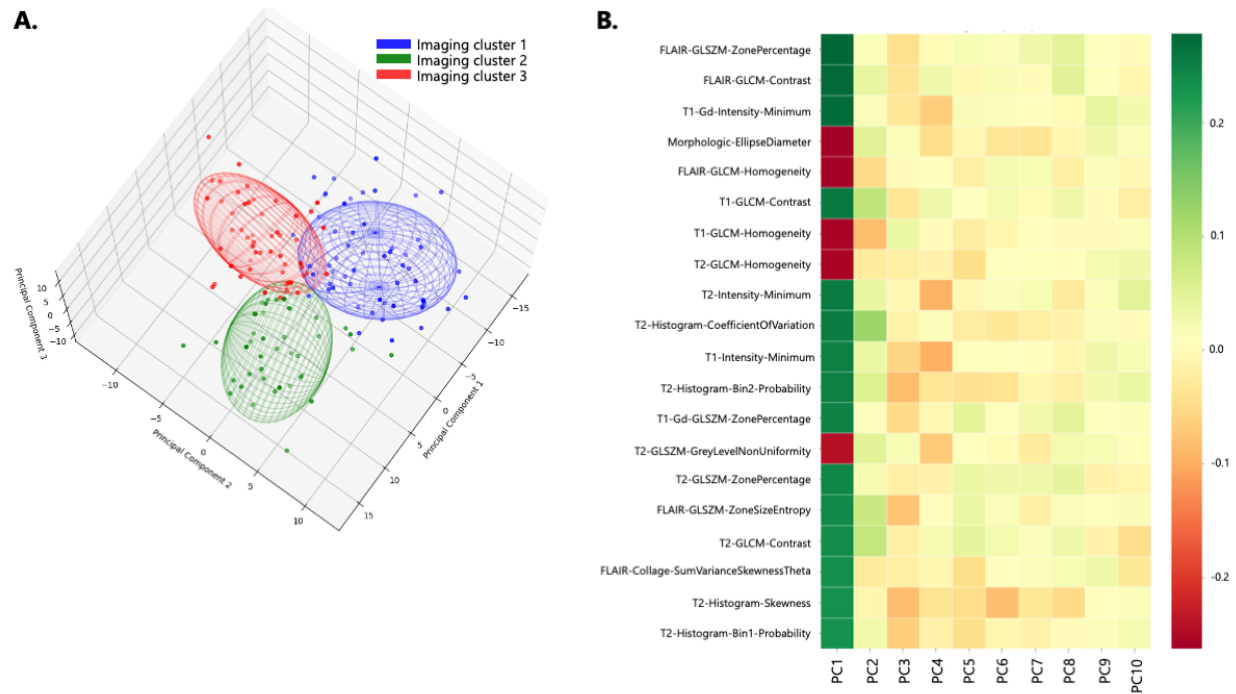 A.
Imaging cluster 1
Imaging cluster 2
Imaging cluster 3
Principal Component 3
10
5
0
−5
−10
−10
−5
0
5
10
Principal Component 2
−15
−10
−5
0
5
10
15
Principal Component 1
B.
FLAIR-GLSZM-ZonePercentage
FLAIR-GLCM-Contrast
T1-Gd-Intensity-Minimum
Morphologic-EllipseDiameter
FLAIR-GLCM-Homogeneity
T1-GLCM-Contrast
T1-GLCM-Homogeneity
T2-GLCM-Homogeneity
T2-Intensity-Minimum
T2-Histogram-CoefficientOfVariation
T1-Intensity-Minimum
T2-Histogram-Bin2-Probability
T1-Gd-GLSZM-ZonePercentage
T2-GLSZM-GreyLevelNonUniformity
T2-GLSZM-ZonePercentage
FLAIR-GLSZM-ZoneSizeEntropy
T2-GLCM-Contrast
FLAIR-Collage-SumVarianceSkewnessTheta
T2-Histogram-Skewness
T2-Histogram-Bin1-Probability
PC1
PC2
PC3
PC4
PC5
PC6
PC7
PC8
PC9
PC10
0.2
0.1
0.0
-0.1
-0.2